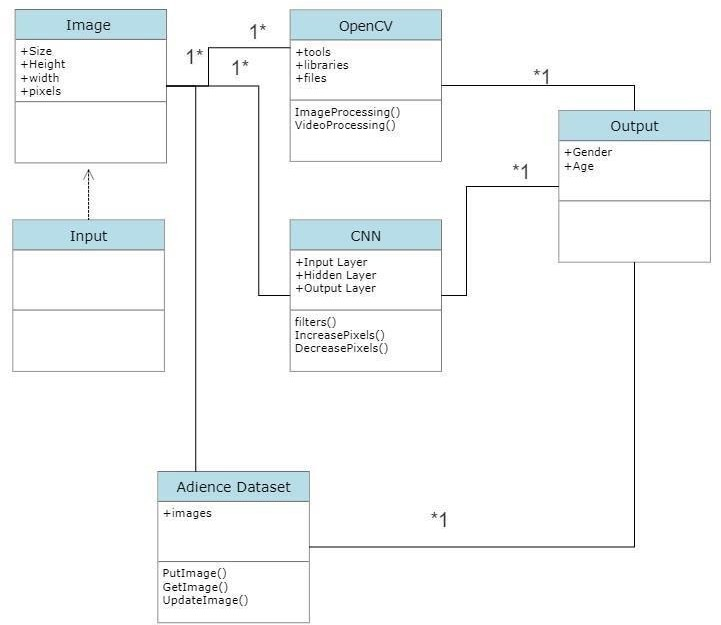 Image
+Size
+Height
+width
+pixels
1*
1*
1*
OpenCV
+tools
+libraries
+files
ImageProcessing()
VideoProcessing()
*1
Output
+Gender
+Age
*1
Input
CNN
+Input Layer
+Hidden Layer
+Output Layer
filters()
IncreasePixels()
DecreasePixels()
Adience Dataset
+images
PutImage()
GetImage()
UpdateImage()
*1